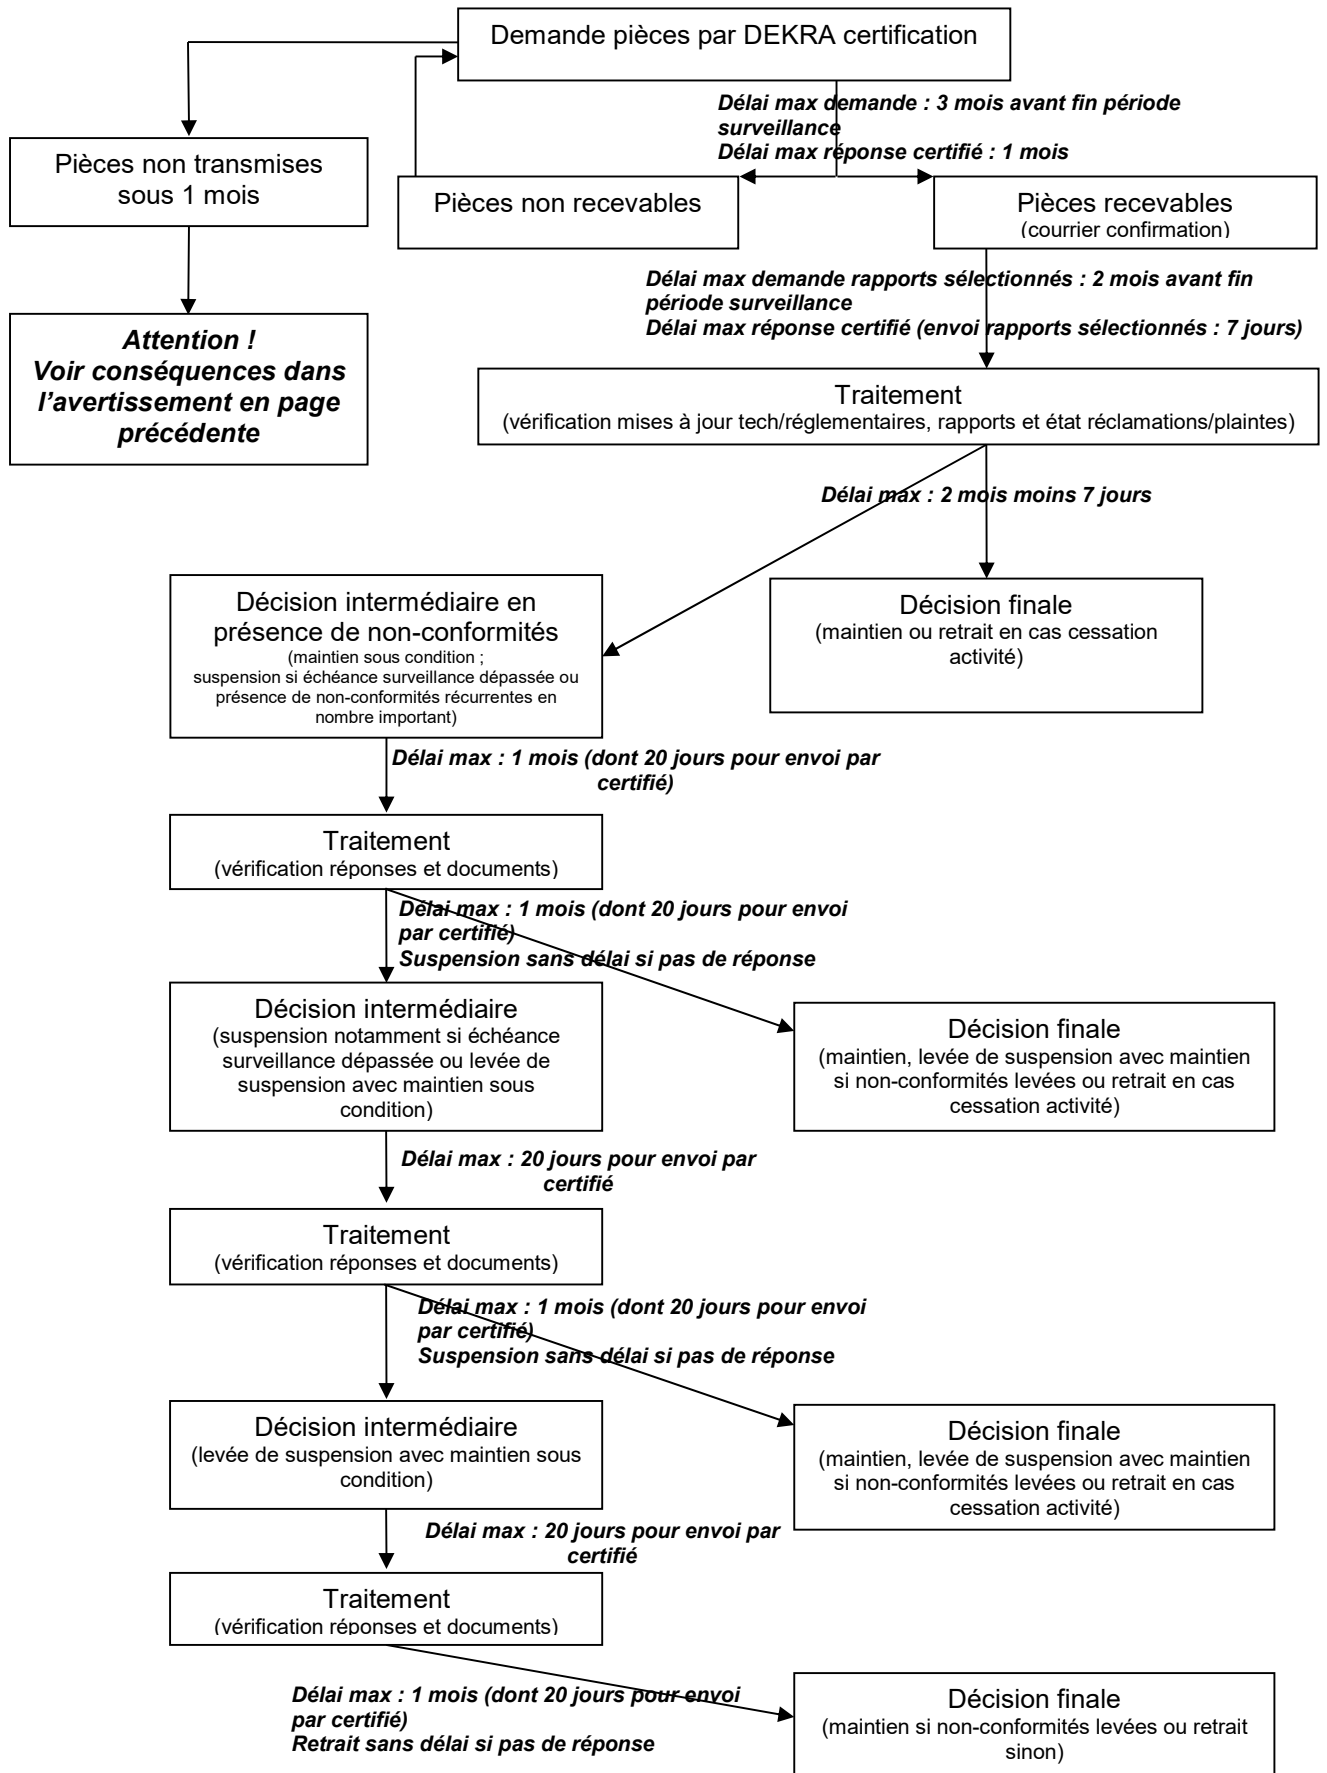 Demande pièces par DEKRA certification
Délai max demande : 3 mois avant fin période
surveillance
Délai max réponse certifié : 1 mois
Pièces non transmises
sous 1 mois
Pièces non recevables
Pièces recevables
(courrier confirmation)
Attention !
Voir conséquences dans
l’avertissement en page
précédente
Délai max demande rapports sélectionnés : 2 mois avant fin
période surveillance
Délai max réponse certifié (envoi rapports sélectionnés : 7 jours)
Traitement
(vérification mises à jour tech/réglementaires, rapports et état réclamations/plaintes)
Délai max : 2 mois moins 7 jours
Décision intermédiaire en
présence de non-conformités
(maintien sous condition ;
suspension si échéance surveillance dépassée ou
présence de non-conformités récurrentes en
nombre important)
Décision finale
(maintien ou retrait en cas cessation
activité)
Délai max : 1 mois (dont 20 jours pour envoi par
certifié)
Traitement
(vérification réponses et documents)
Délai max : 1 mois (dont 20 jours pour envoi
par certifié)
Suspension sans délai si pas de réponse
Décision intermédiaire
(suspension notamment si échéance
surveillance dépassée ou levée de
suspension avec maintien sous
condition)
Décision finale
(maintien, levée de suspension avec maintien
si non-conformités levées ou retrait en cas
cessation activité)
Délai max : 20 jours pour envoi par
certifié
Traitement
(vérification réponses et documents)
Délai max : 1 mois (dont 20 jours pour envoi
par certifié)
Suspension sans délai si pas de réponse
Décision intermédiaire
(levée de suspension avec maintien sous
condition)
Décision finale
(maintien, levée de suspension avec maintien
si non-conformités levées ou retrait en cas
cessation activité)
Délai max : 20 jours pour envoi par
certifié
Traitement
(vérification réponses et documents)
Délai max : 1 mois (dont 20 jours pour envoi
par certifié)
Retrait sans délai si pas de réponse
Décision finale
(maintien si non-conformités levées ou retrait
sinon)